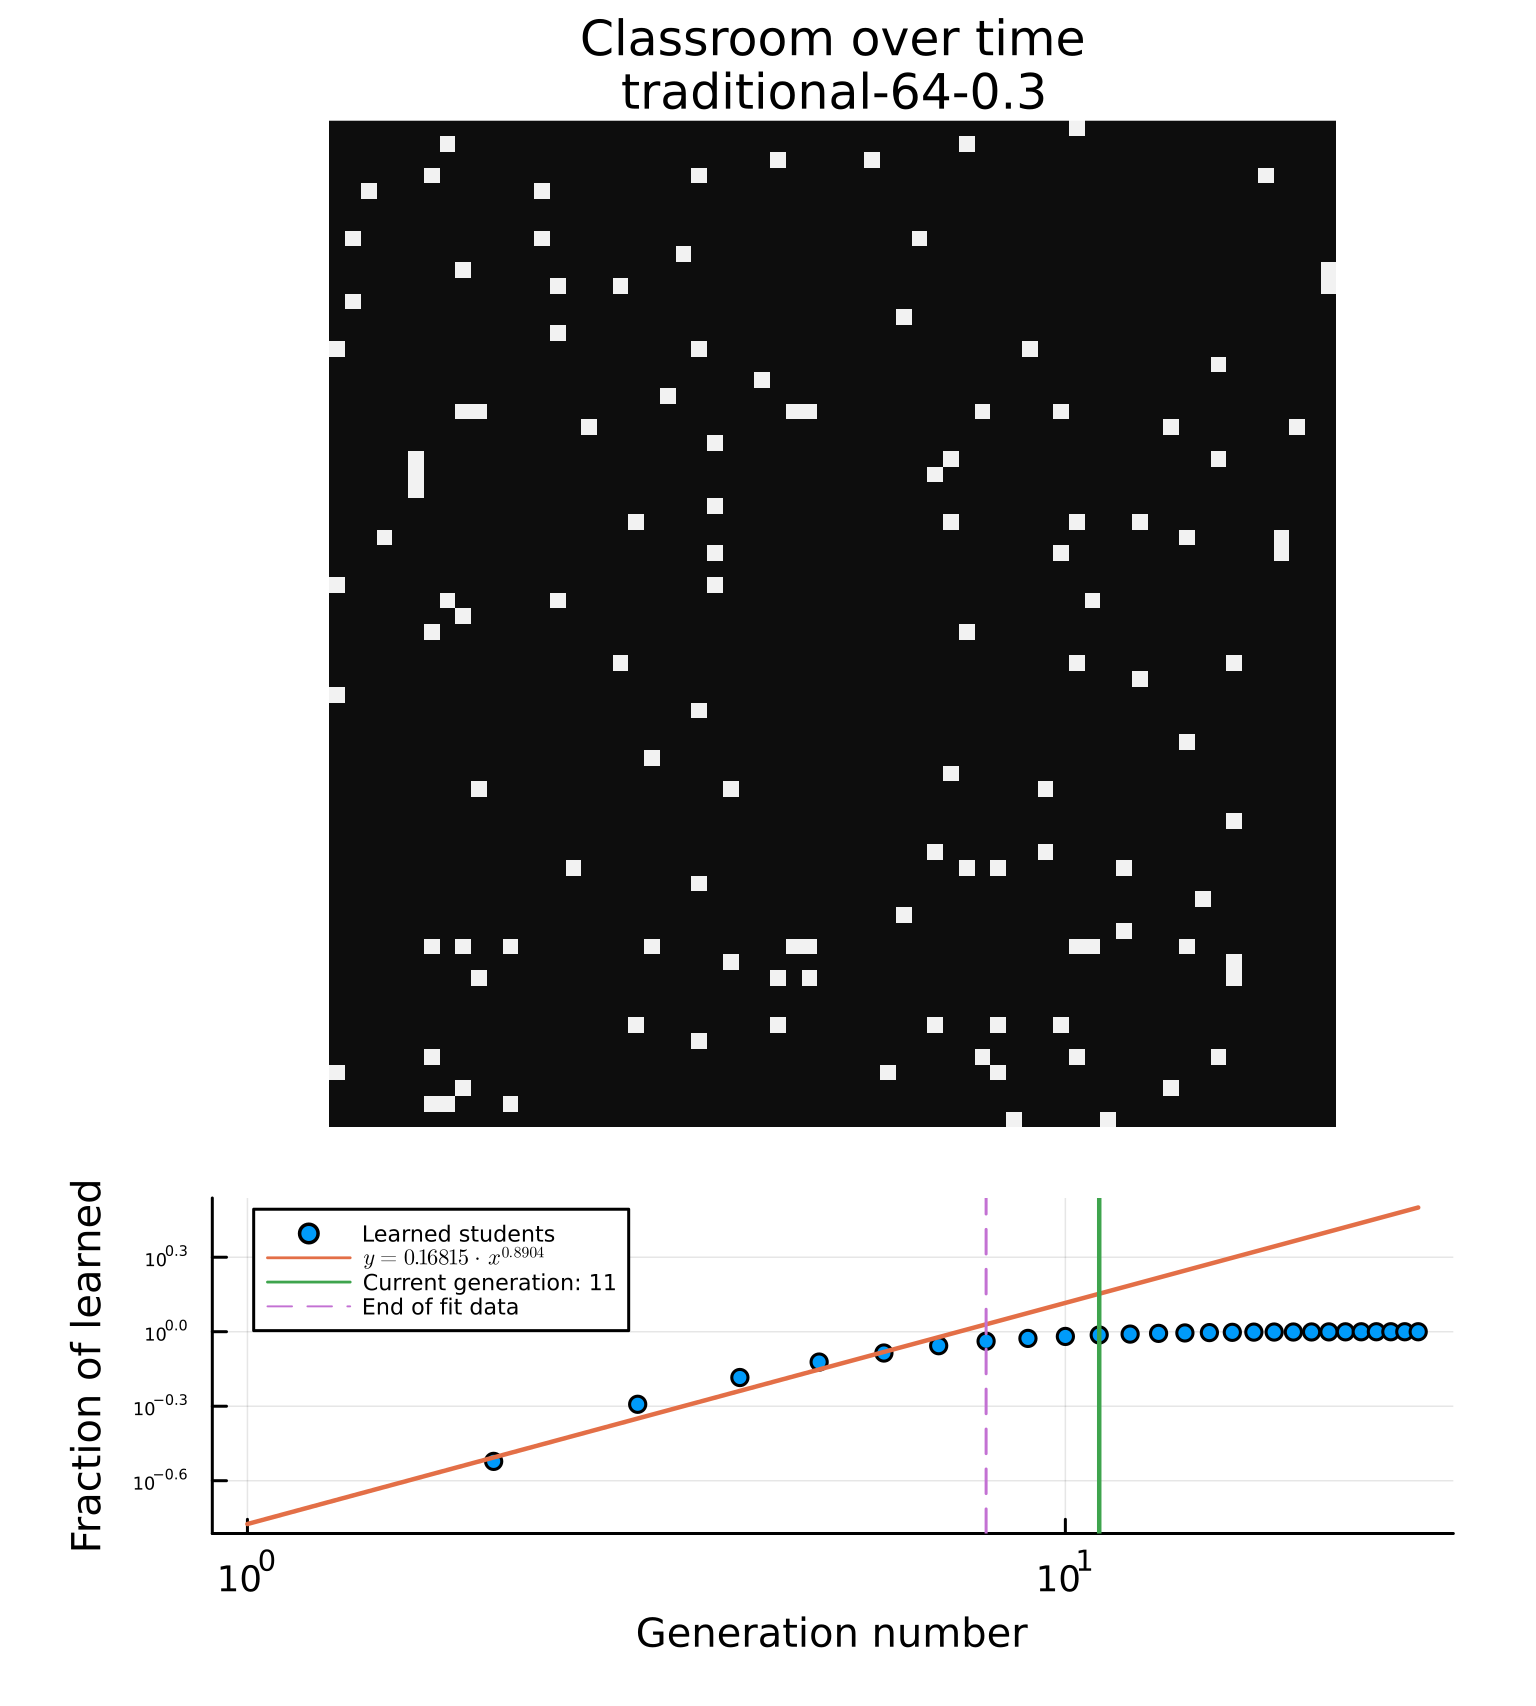 Classroom over time
traditional-64-0.3
Fraction of learned
Learned students
y = 0.16815 · x^0.8904
Current generation: 11
End of fit data
10^0.3
10^0.0
10^−0.3
10^−0.6
10^0
10^1
Generation number